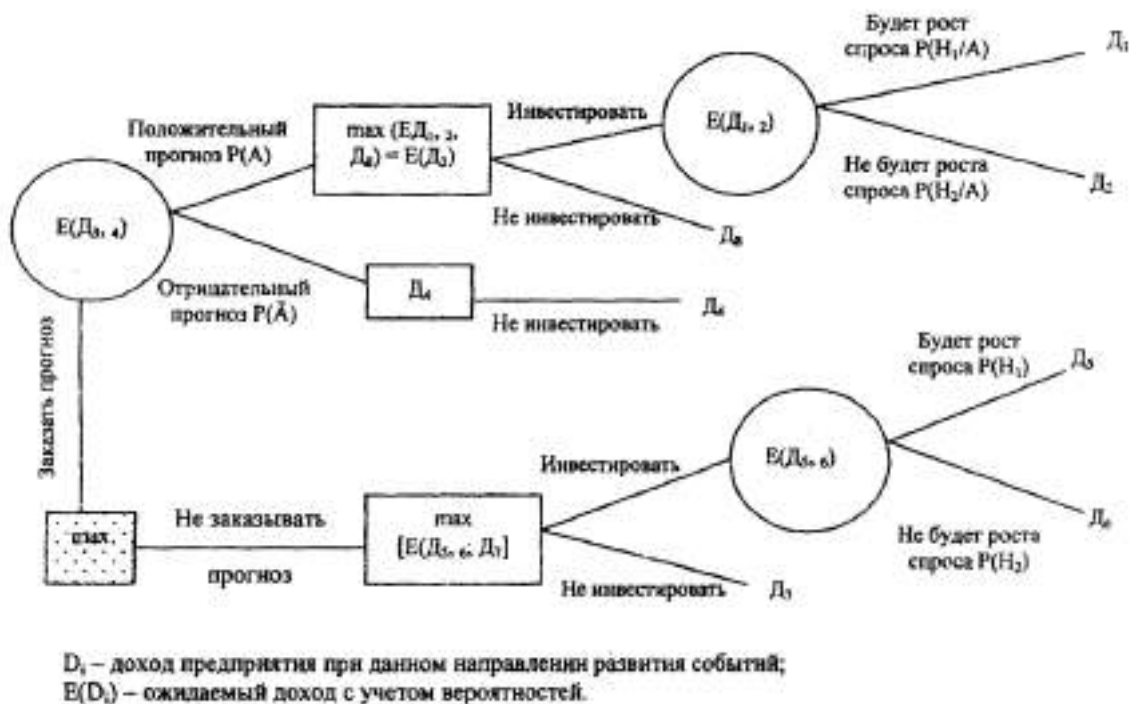 Будет рост
спроса P(H₁/A)
Д₁
Инвестировать
E(Д₁, ₂)
Положительный
прогноз P(A)
max (EД₁, ₂,
Д₈) = E(Д₃)
Не будет роста
спроса P(H₂/A)
Д₂
Не инвестировать
Д₈
E(Д₃, ₄)
Отрицательный
прогноз P(Ā)
Д₄
Не инвестировать
Д₄
Заказать прогноз
Будет рост
спроса P(H₁)
Д₅
Инвестировать
E(Д₅, ₆)
max
Не заказывать
прогноз
max
[E(Д₅, ₆; Д₇]
Не будет роста
спроса P(H₂)
Д₆
Не инвестировать
Д₇
D₁ – доход предприятия при данном направлении развития событий;
E(D₁) – ожидаемый доход с учетом вероятностей.